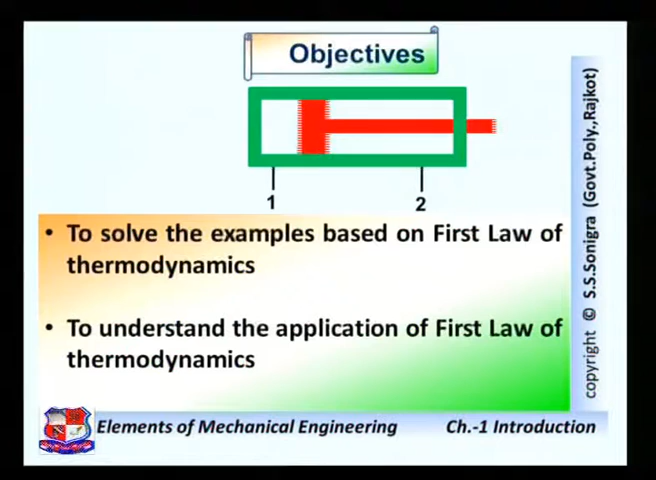 Objectives
1
2
• To solve the examples based on First Law of
thermodynamics
• To understand the application of First Law of
thermodynamics
copyright © S.S.Sonigra (Govt.Poly.,Rajkot)
Elements of Mechanical Engineering
Ch.-1 Introduction